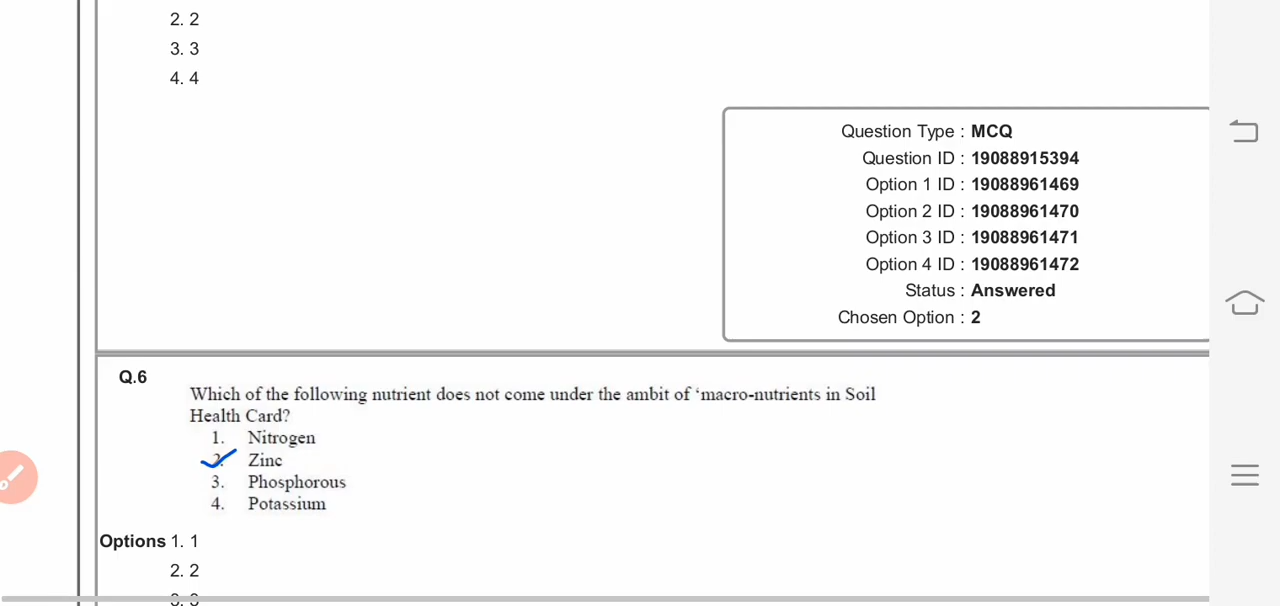 2. 2
3. 3
4. 4
Question Type : MCQ
Question ID : 19088915394
Option 1 ID : 19088961469
Option 2 ID : 19088961470
Option 3 ID : 19088961471
Option 4 ID : 19088961472
Status : Answered
Chosen Option : 2
Q.6
Which of the following nutrient does not come under the ambit of ‘macro-nutrients in Soil
Health Card?
1. Nitrogen
2. Zinc
3. Phosphorous
4. Potassium
Options 1. 1
2. 2
3. 3